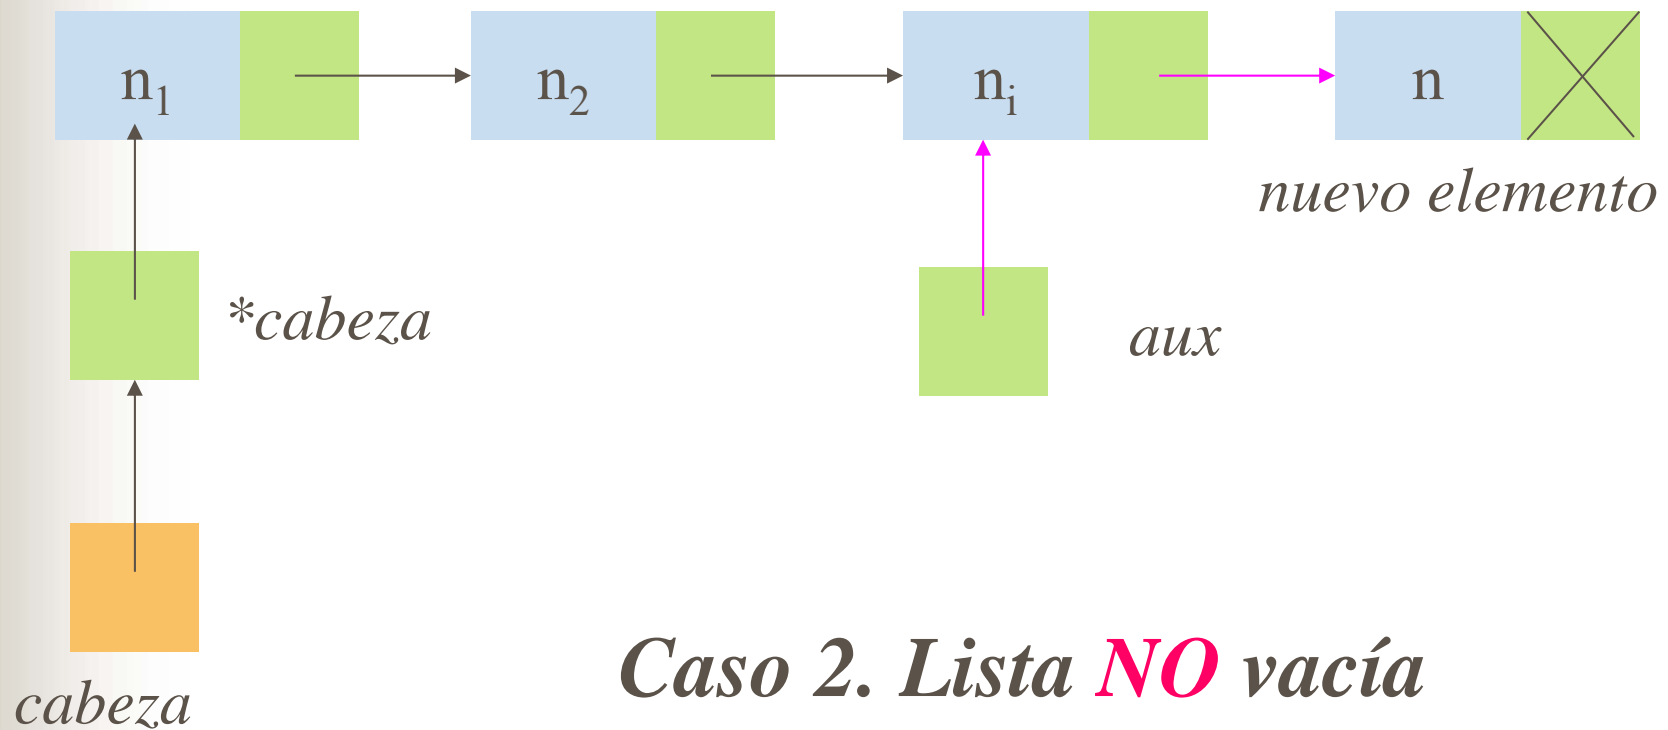 n₁ n₂ nᵢ n
nuevo elemento
*cabeza
aux
Caso 2. Lista NO vacía
cabeza